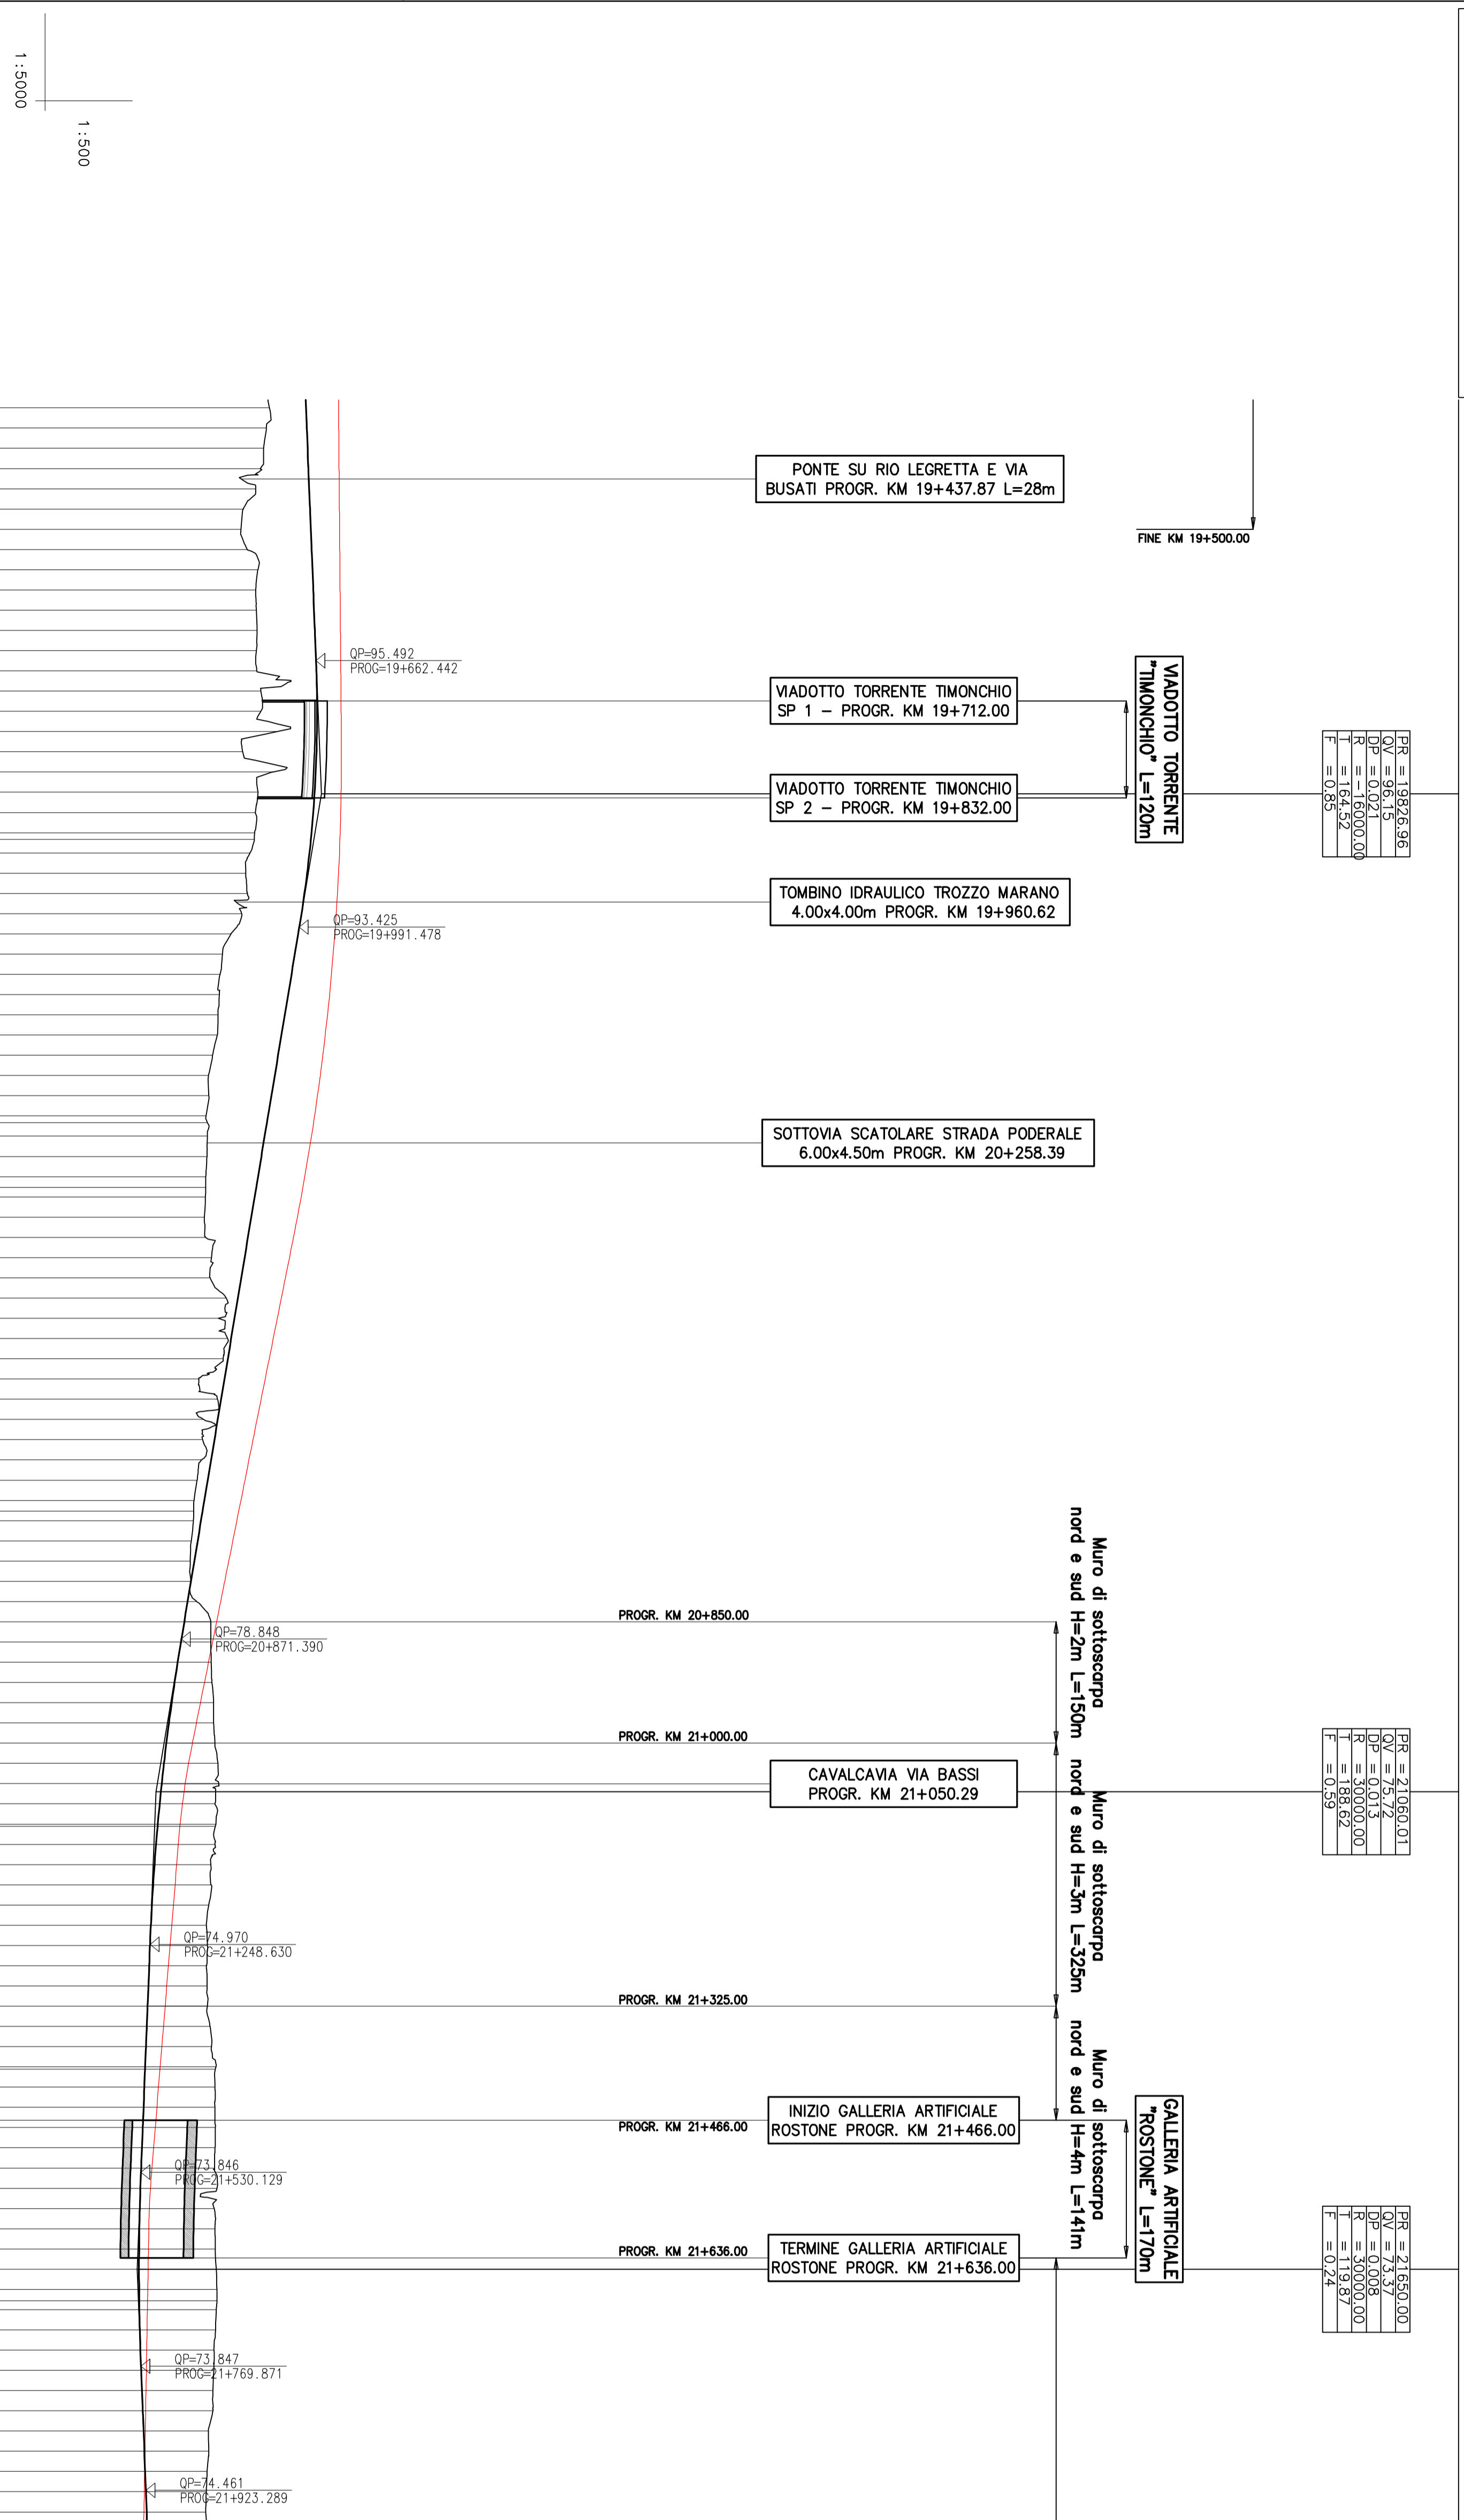 1:5000
1:500
PONTE SU RIO LEGRETTA E VIA
BUSATI PROGR. KM 19+437.87 L=28m
FINE KM 19+500.00
QP=95.492
PROG=19+662.442
VIADOTTO TORRENTE TIMONCHIO
SP 1 - PROGR. KM 19+712.00
VIADOTTO TORRENTE
"TIMONCHIO" L=120m
PR =19826.96
QV =96.15
DP =0.021
R =-16000.00
T =164.52
F =0.85
VIADOTTO TORRENTE TIMONCHIO
SP 2 - PROGR. KM 19+832.00
TOMBINO IDRAULICO TROZZO MARANO
4.00x4.00m PROGR. KM 19+960.62
QP=93.425
PROG=19+991.478
SOTTOVIA SCATOLARE STRADA PODERALE
6.00x4.50m PROGR. KM 20+258.39
PROGR. KM 20+850.00
QP=78.848
PROG=20+871.390
Muro di sottoscarpa
nord e sud H=2m L=150m
PROGR. KM 21+000.00
CAVALCAVIA VIA BASSI
PROGR. KM 21+050.29
PR =21060.01
QV =75.72
DP =0.013
R =30000.00
T =188.62
F =0.59
Muro di sottoscarpa
nord e sud H=3m L=325m
QP=74.970
PROG=21+248.630
PROGR. KM 21+325.00
Muro di sottoscarpa
nord e sud H=4m L=141m
INIZIO GALLERIA ARTIFICIALE
ROSTONE PROGR. KM 21+466.00
PROGR. KM 21+466.00
GALLERIA ARTIFICIALE
"ROSTONE" L=170m
QP=73.846
PROG=21+530.129
PROGR. KM 21+636.00
TERMINE GALLERIA ARTIFICIALE
ROSTONE PROGR. KM 21+636.00
PR =21650.00
QV =73.37
DP =0.008
R =30000.00
T =119.87
F =0.24
QP=73.847
PROG=21+769.871
QP=74.461
PROG=21+923.289